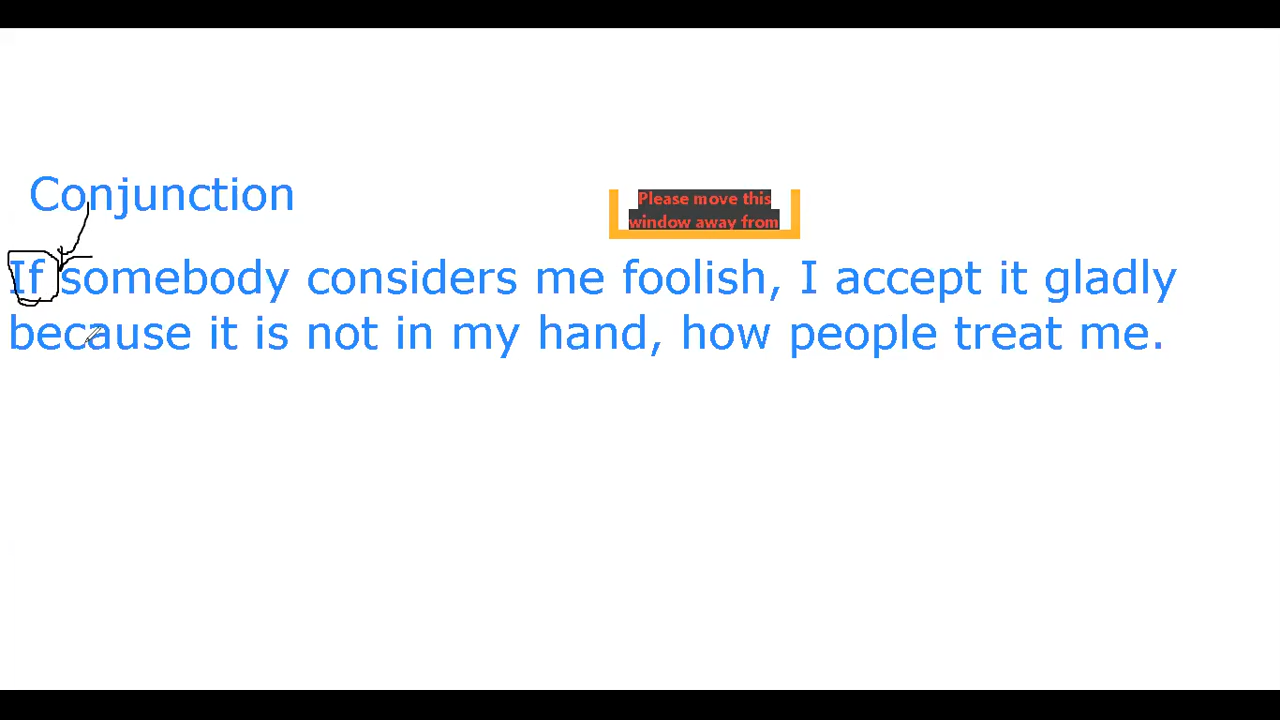 Conjunction
Please move this
window away from
If somebody considers me foolish, I accept it gladly
because it is not in my hand, how people treat me.